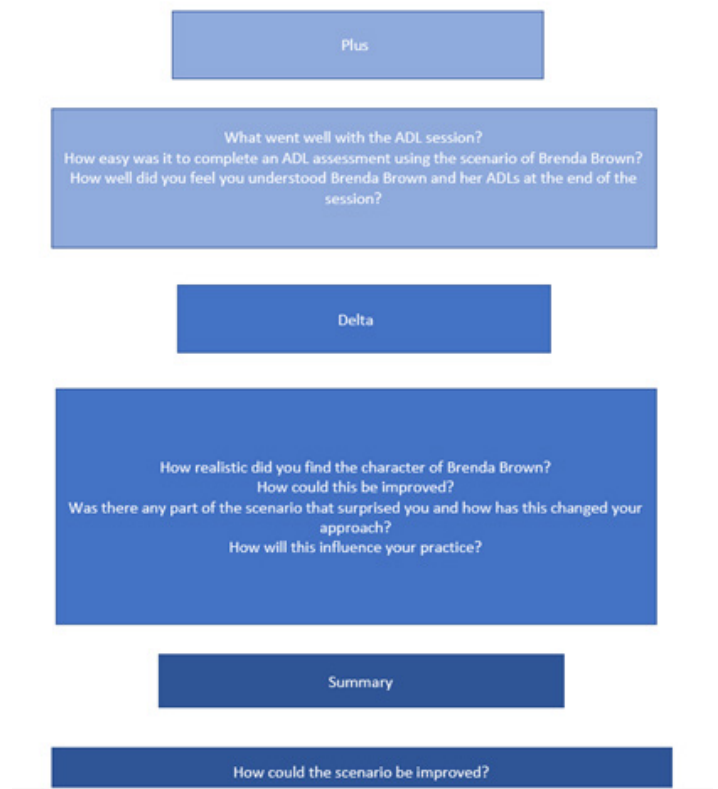 Plus
What went well with the ADL session?
How easy was it to complete an ADL assessment using the scenario of Brenda Brown?
How well did you feel you understood Brenda Brown and her ADLs at the end of the
session?
Delta
How realistic did you find the character of Brenda Brown?
How could this be improved?
Was there any part of the scenario that surprised you and how has this changed your
approach?
How will this influence your practice?
Summary
How could the scenario be improved?